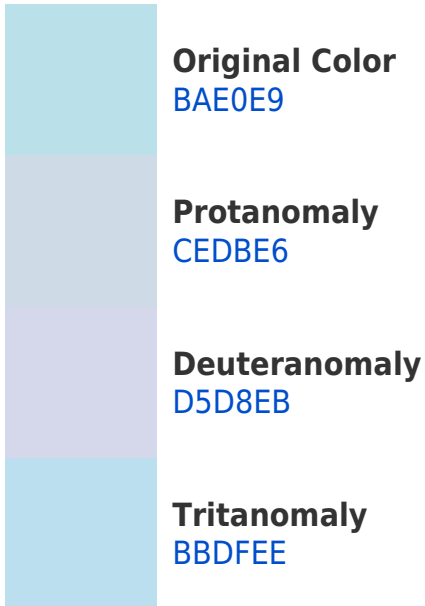 Original Color
BAE0E9
Protanomaly
CEDBE6
Deuteranomaly
D5D8EB
Tritanomaly
BBDFEE